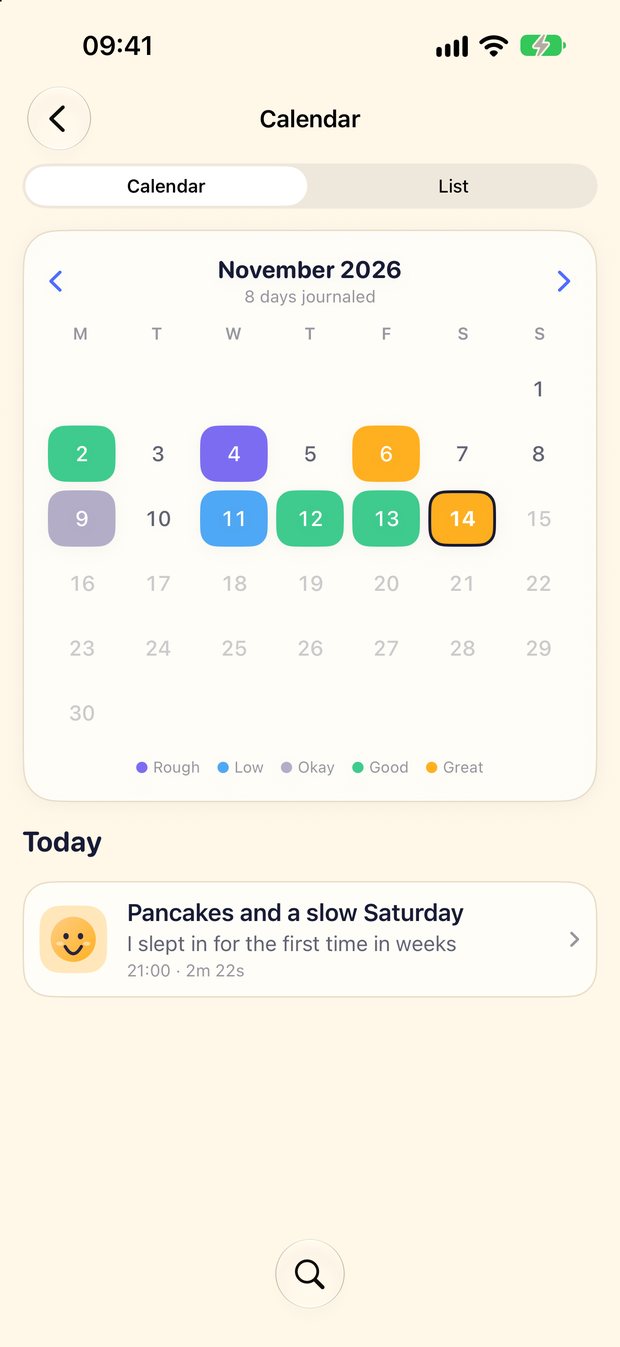 09:41
Calendar
Calendar List
November 2026
8 days journaled
M T W T F S S
1
2 3 4 5 6 7 8
9 10 11 12 13 14 15
16 17 18 19 20 21 22
23 24 25 26 27 28 29
30
Rough Low Okay Good Great
Today
Pancakes and a slow Saturday
I slept in for the first time in weeks
21:00 · 2m 22s